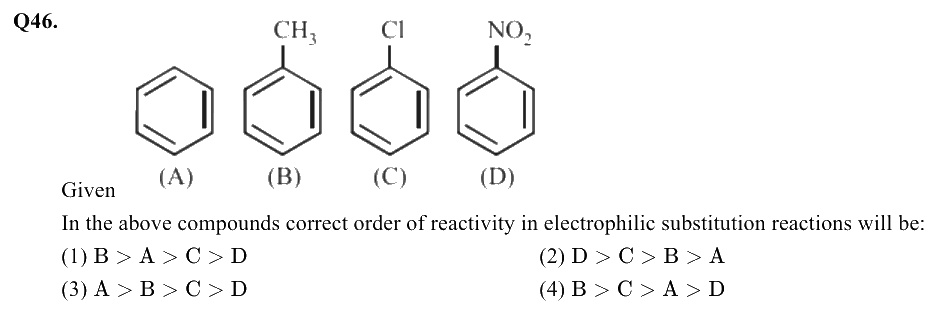 Q46.
CH₃ Cl NO₂
(A) (B) (C) (D)
Given
In the above compounds correct order of reactivity in electrophilic substitution reactions will be:
(1) B > A > C > D (2) D > C > B > A
(3) A > B > C > D (4) B > C > A > D